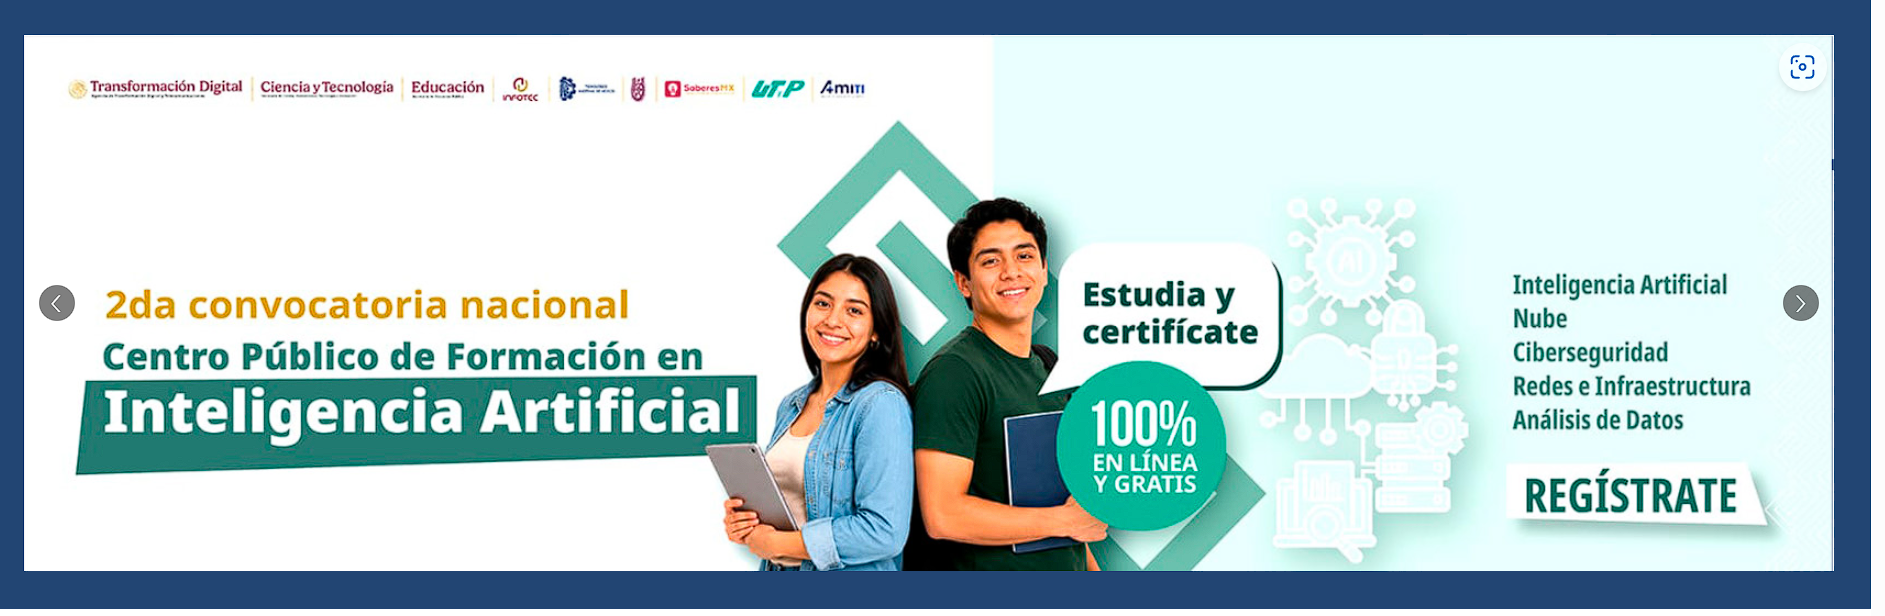 Transformación Digital
Ciencia y Tecnología
Educación
INFOTEC
SaberesMX
UTP
Amiti
2da convocatoria nacional
Centro Público de Formación en
Inteligencia Artificial
Estudia y
certifícate
100%
EN LÍNEA
Y GRATIS
AI
Inteligencia Artificial
Nube
Ciberseguridad
Redes e Infraestructura
Análisis de Datos
REGÍSTRATE